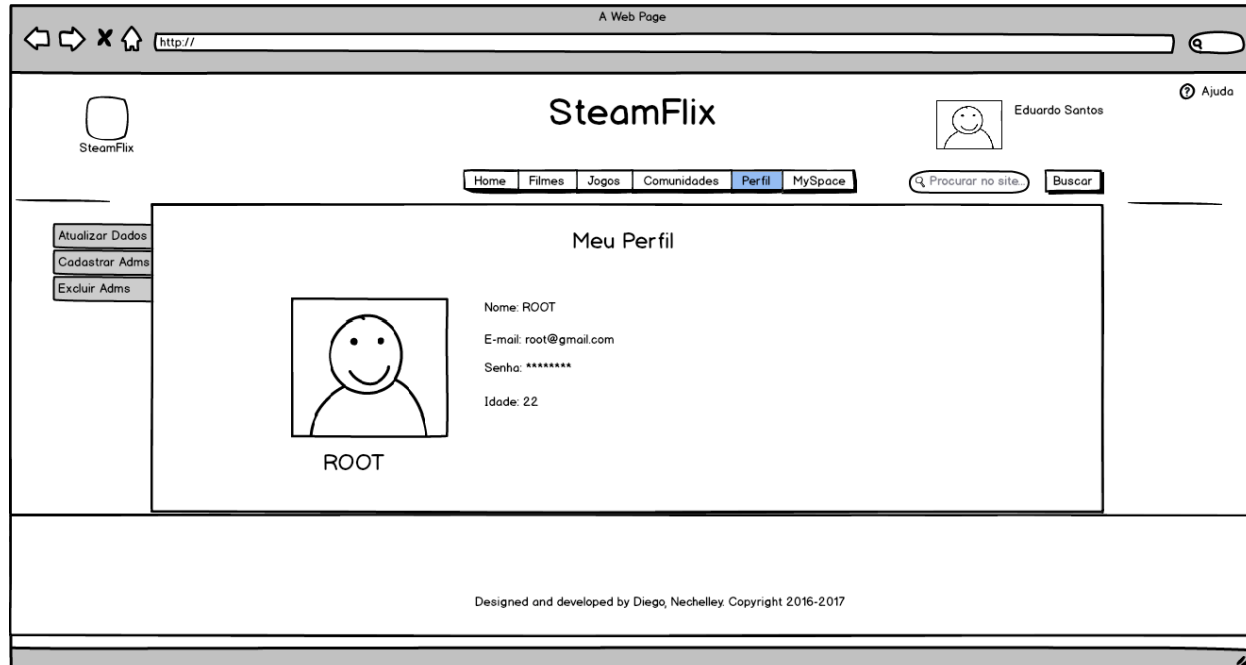 A Web Page
http://
Ajuda
SteamFlix
Eduardo Santos
SteamFlix
Home Filmes Jogos Comunidades Perfil MySpace
Procurar no site...
Buscar
Atualizar Dados
Cadastrar Adms
Excluir Adms
Meu Perfil
Nome: ROOT
E-mail: root@gmail.com
Senha: ********
Idade: 22
ROOT
Designed and developed by Diego, Nechelley. Copyright 2016-2017